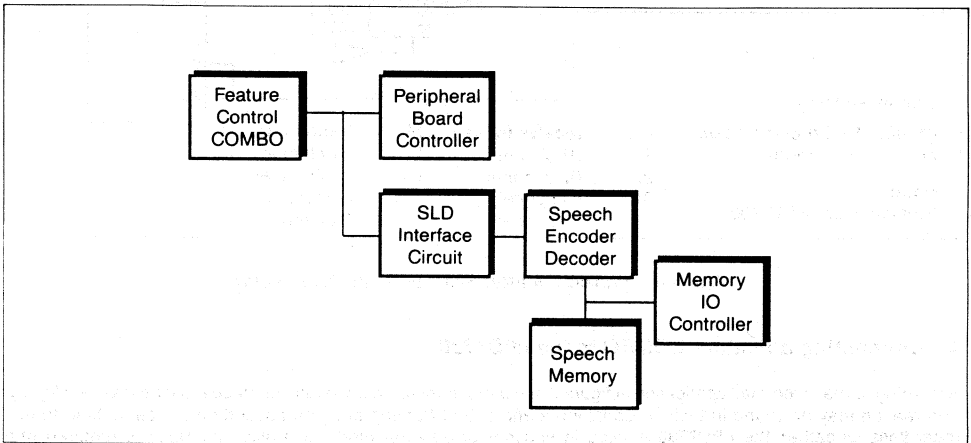 Feature
Control
COMBO
Peripheral
Board
Controller
SLD
Interface
Circuit
Speech
Encoder
Decoder
Memory
IO
Controller
Speech
Memory